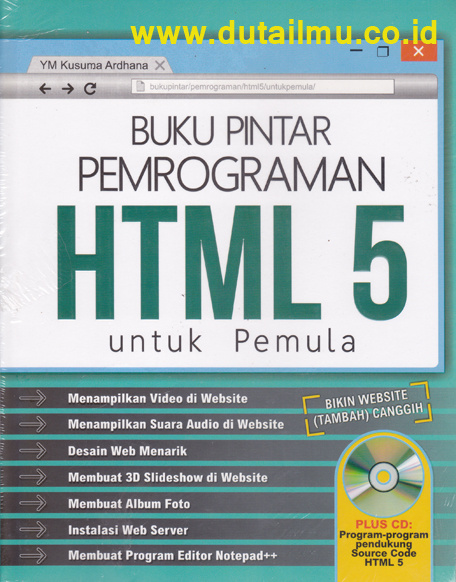 www.dutailmu.co.id
YM Kusuma Ardhana
bukupintar/pemrograman/html5/untukpemula/
BUKU PINTAR
PEMROGRAMAN
HTML 5
untuk Pemula
Menampilkan Video di Website
Menampilkan Suara Audio di Website
Desain Web Menarik
Membuat 3D Slideshow di Website
Membuat Album Foto
Instalasi Web Server
Membuat Program Editor Notepad++
BIKIN WEBSITE
(TAMBAH) CANGGIH
PLUS CD:
Program-program
pendukung
Source Code
HTML 5